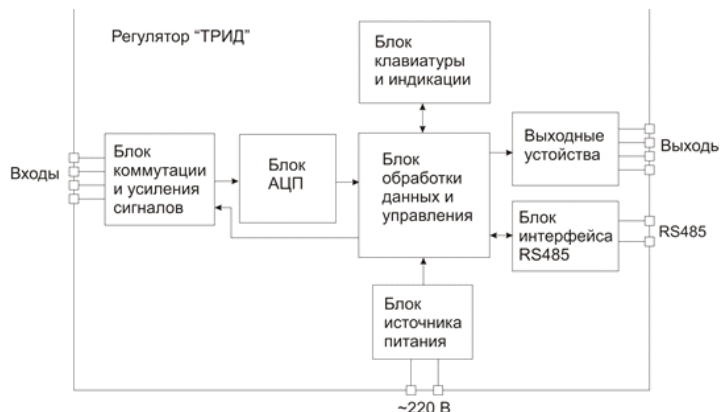 Регулятор “ТРИД”
Блок
клавиатуры
и индикации
Входы
Блок
коммутации
и усиления
сигналов
Блок
АЦП
Блок
обработки
данных и
управления
Выходные
устойства
Выходь
Блок
интерфейса
RS485
RS485
Блок
источника
питания
~220 В